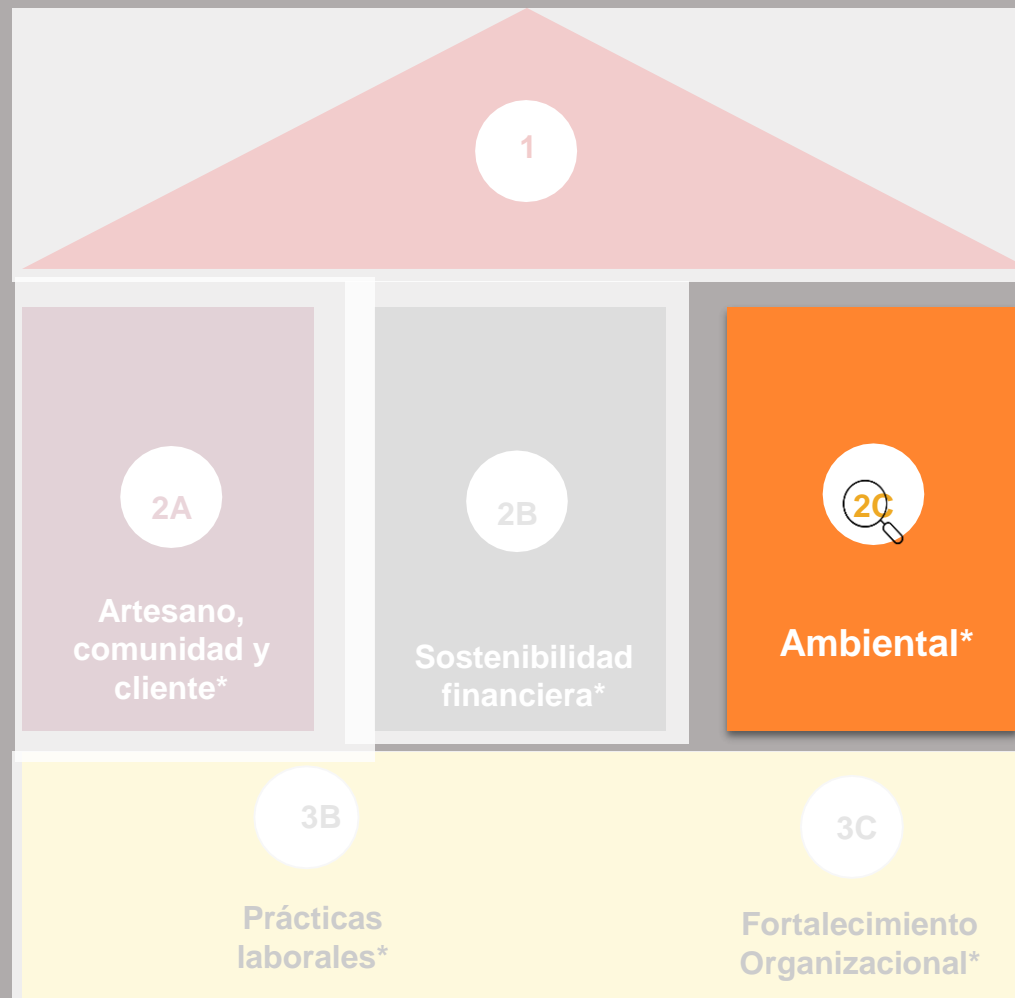 1
2A
Artesano,
comunidad y
cliente*
2B
Sostenibilidad
financiera*
2C
Ambiental*
3B
Prácticas
laborales*
3C
Fortalecimiento
Organizacional*